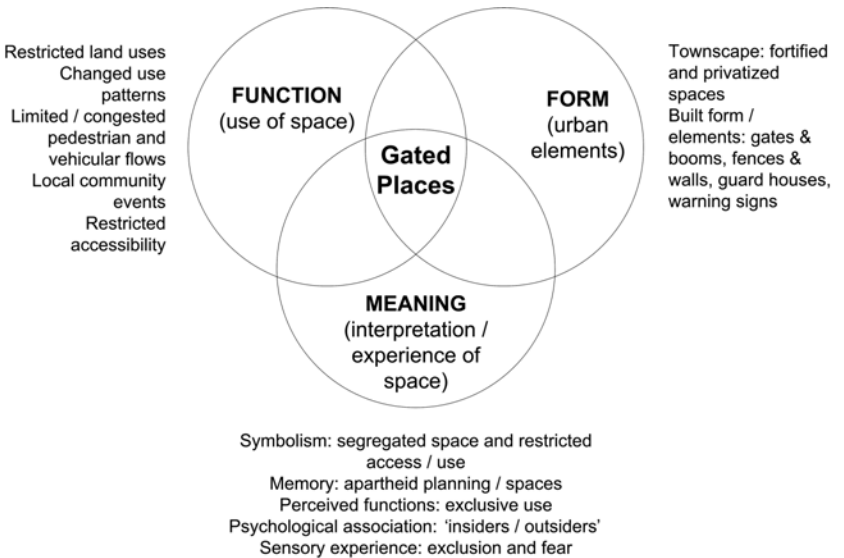 Restricted land uses
Changed use
patterns
Limited / congested
pedestrian and
vehicular flows
Local community
events
Restricted
accessibility
FUNCTION
(use of space)
Gated
Places
FORM
(urban
elements)
Townscape: fortified
and privatized
spaces
Built form /
elements: gates &
booms, fences &
walls, guard houses,
warning signs
MEANING
(interpretation /
experience of
space)
Symbolism: segregated space and restricted
access / use
Memory: apartheid planning / spaces
Perceived functions: exclusive use
Psychological association: ‘insiders / outsiders’
Sensory experience: exclusion and fear